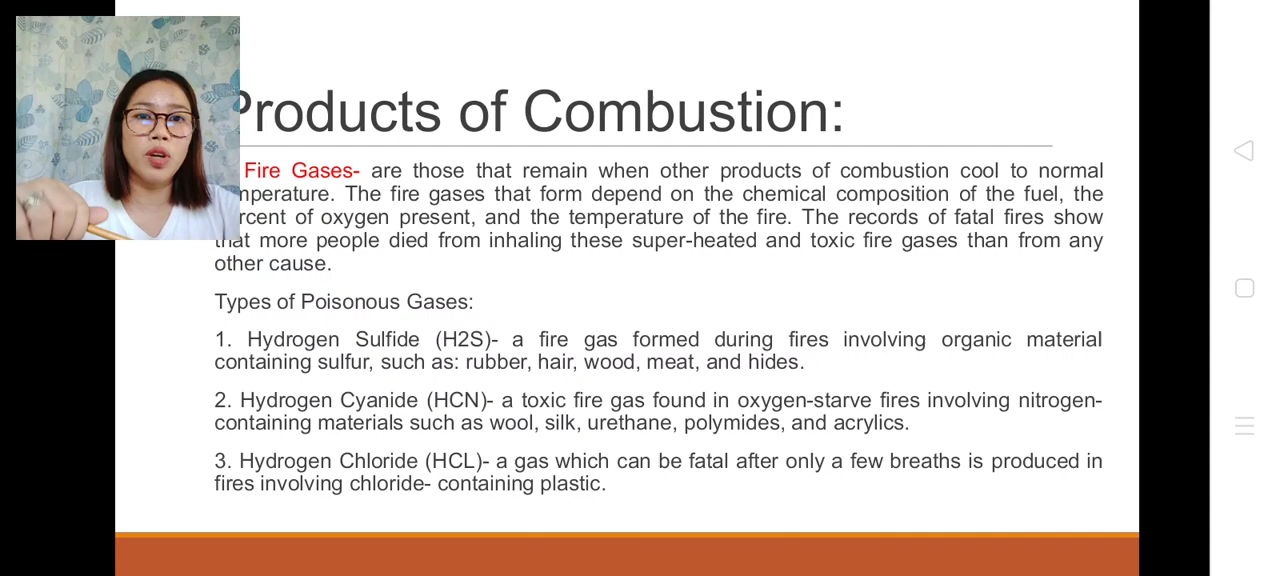 Products of Combustion:
Fire Gases- are those that remain when other products of combustion cool to normal
temperature. The fire gases that form depend on the chemical composition of the fuel, the
percent of oxygen present, and the temperature of the fire. The records of fatal fires show
that more people died from inhaling these super-heated and toxic fire gases than from any
other cause.
Types of Poisonous Gases:
1. Hydrogen Sulfide (H2S)- a fire gas formed during fires involving organic material
containing sulfur, such as: rubber, hair, wood, meat, and hides.
2. Hydrogen Cyanide (HCN)- a toxic fire gas found in oxygen-starve fires involving nitrogen-
containing materials such as wool, silk, urethane, polymides, and acrylics.
3. Hydrogen Chloride (HCL)- a gas which can be fatal after only a few breaths is produced in
fires involving chloride- containing plastic.